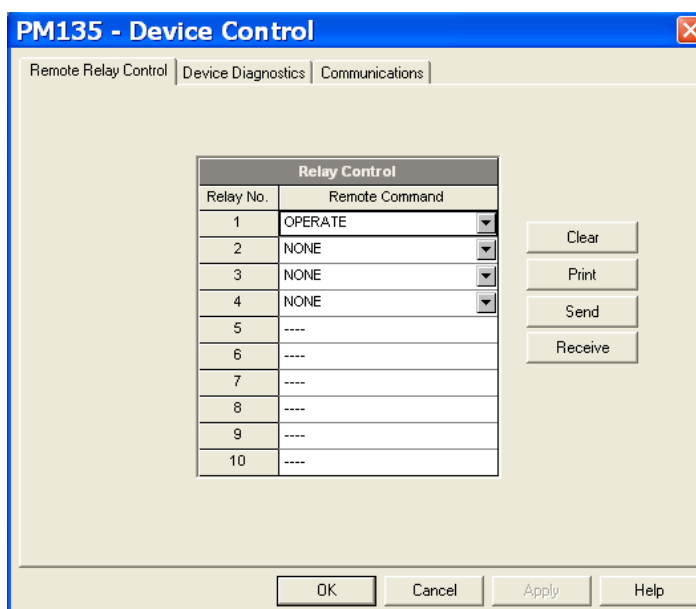 PM135 - Device Control
Remote Relay Control Device Diagnostics Communications
Relay Control
Relay No. Remote Command
1 OPERATE
2 NONE
3 NONE
4 NONE
5 ----
6 ----
7 ----
8 ----
9 ----
10 ----
Clear
Print
Send
Receive
OK Cancel Apply Help